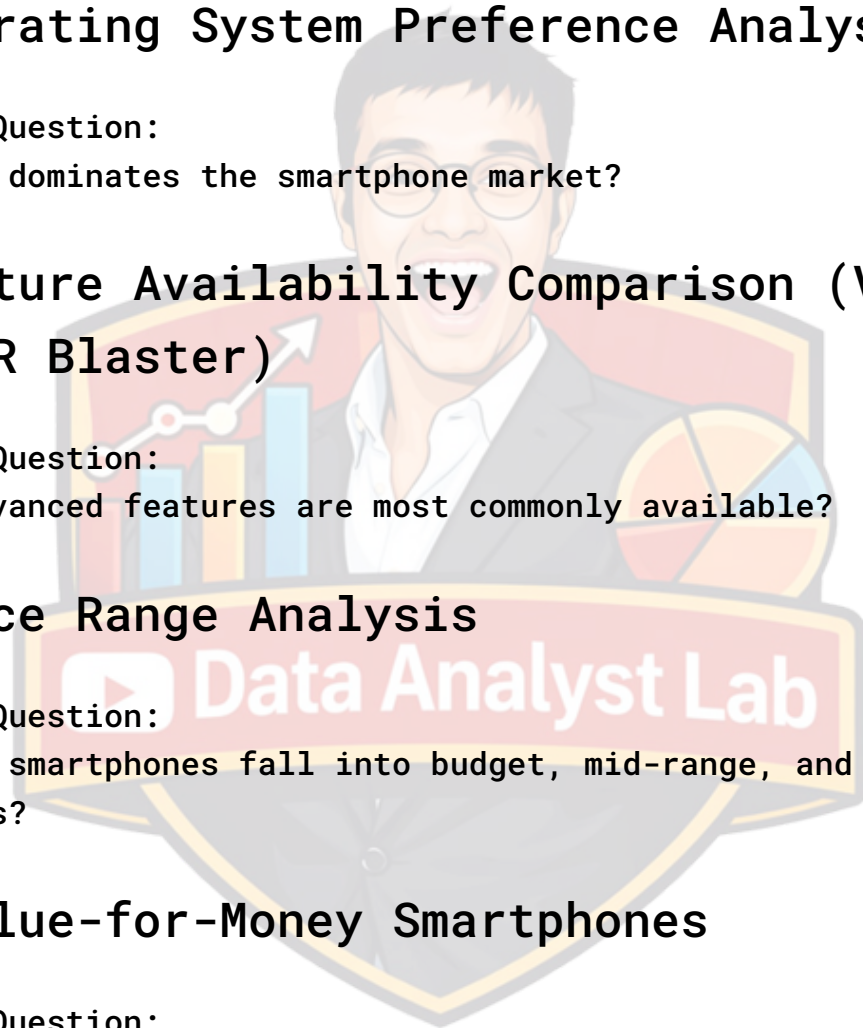 rating System Preference Analys
Question:
dominates the smartphone market?
ture Availability Comparison (V
R Blaster)
Question:
vanced features are most commonly available?
ce Range Analysis
Data Analyst Lab
Question:
smartphones fall into budget, mid-range, and
s?
lue-for-Money Smartphones
Question: